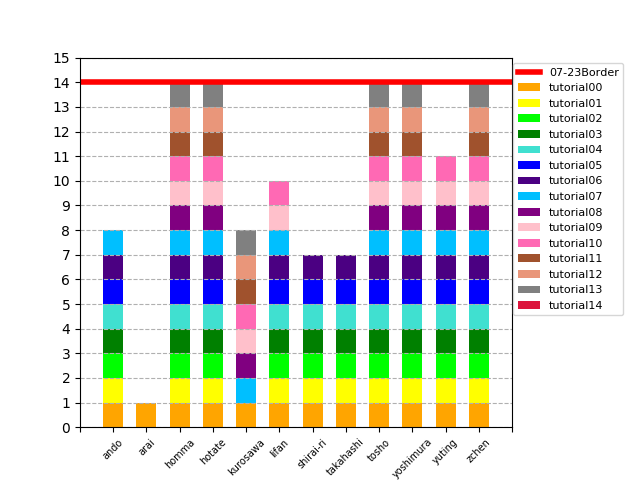 15
14
13
12
11
10
9
8
7
6
5
4
3
2
1
0
ando
arai
homma
hotate
kurosawa
lifan
shirai-ri
takahashi
tosho
yoshimura
yuting
zchen
07-23Border
tutorial00
tutorial01
tutorial02
tutorial03
tutorial04
tutorial05
tutorial06
tutorial07
tutorial08
tutorial09
tutorial10
tutorial11
tutorial12
tutorial13
tutorial14